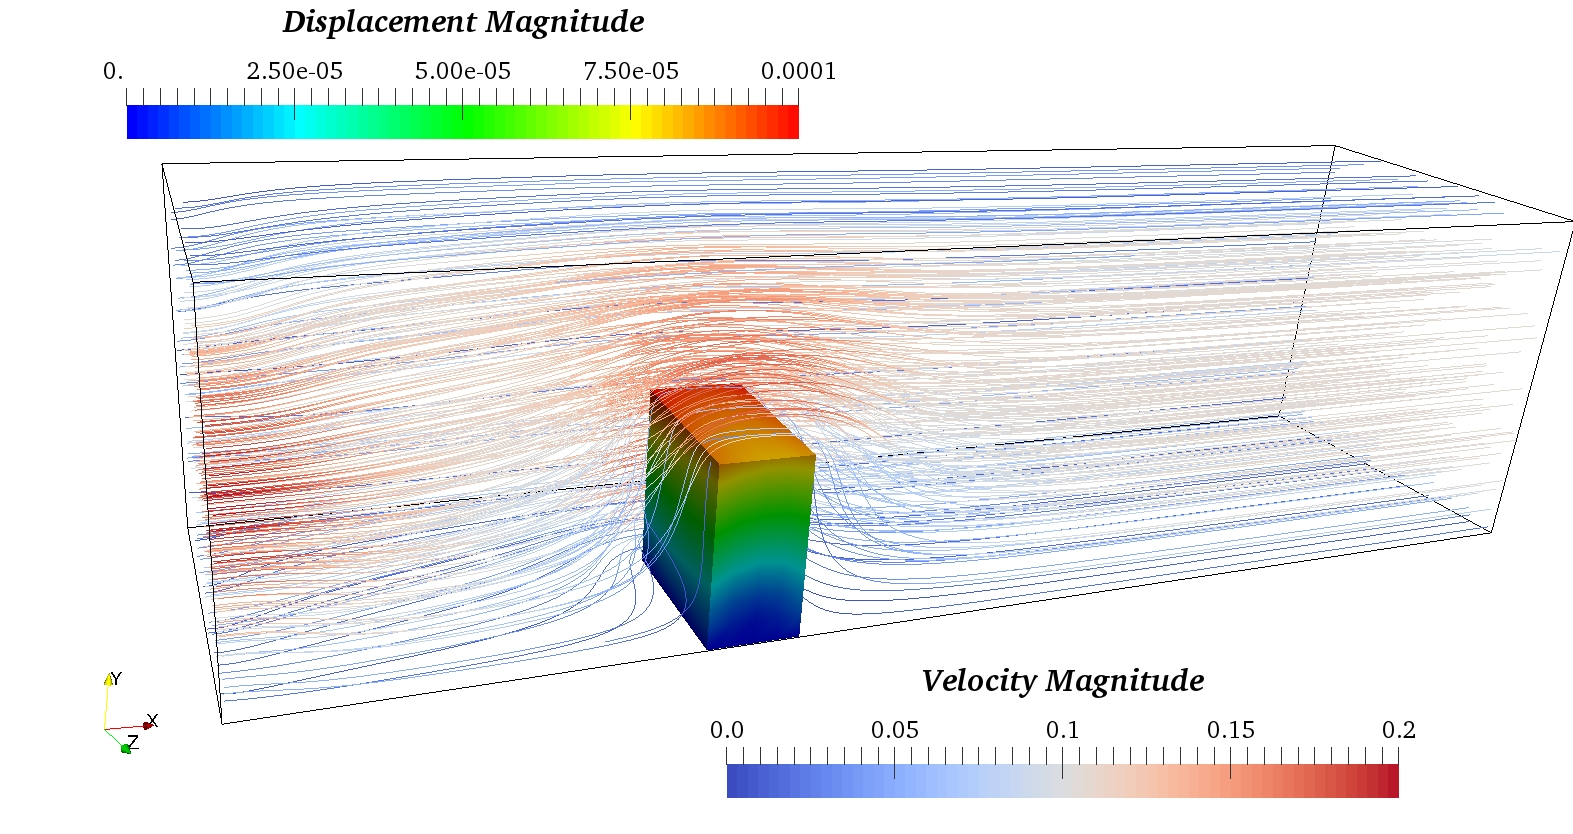 Displacement Magnitude
0. 2.50e-05 5.00e-05 7.50e-05 0.0001
Y
X
Z
Velocity Magnitude
0.0 0.05 0.1 0.15 0.2